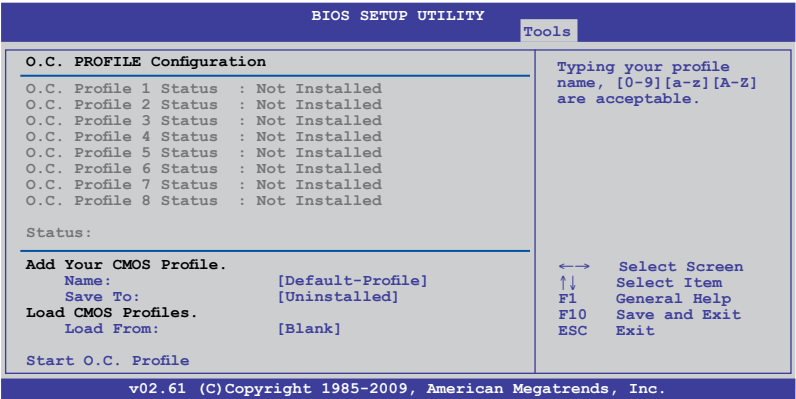 BIOS SETUP UTILITY
Tools
O.C. PROFILE Configuration
O.C. Profile 1 Status : Not Installed
O.C. Profile 2 Status : Not Installed
O.C. Profile 3 Status : Not Installed
O.C. Profile 4 Status : Not Installed
O.C. Profile 5 Status : Not Installed
O.C. Profile 6 Status : Not Installed
O.C. Profile 7 Status : Not Installed
O.C. Profile 8 Status : Not Installed
Status:
Add Your CMOS Profile.
Name: [Default-Profile]
Save To: [Uninstalled]
Load CMOS Profiles.
Load From: [Blank]
Start O.C. Profile
Typing your profile
name, [0-9][a-z][A-Z]
are acceptable.
←→ Select Screen
↑↓ Select Item
F1 General Help
F10 Save and Exit
ESC Exit
v02.61 (C)Copyright 1985-2009, American Megatrends, Inc.